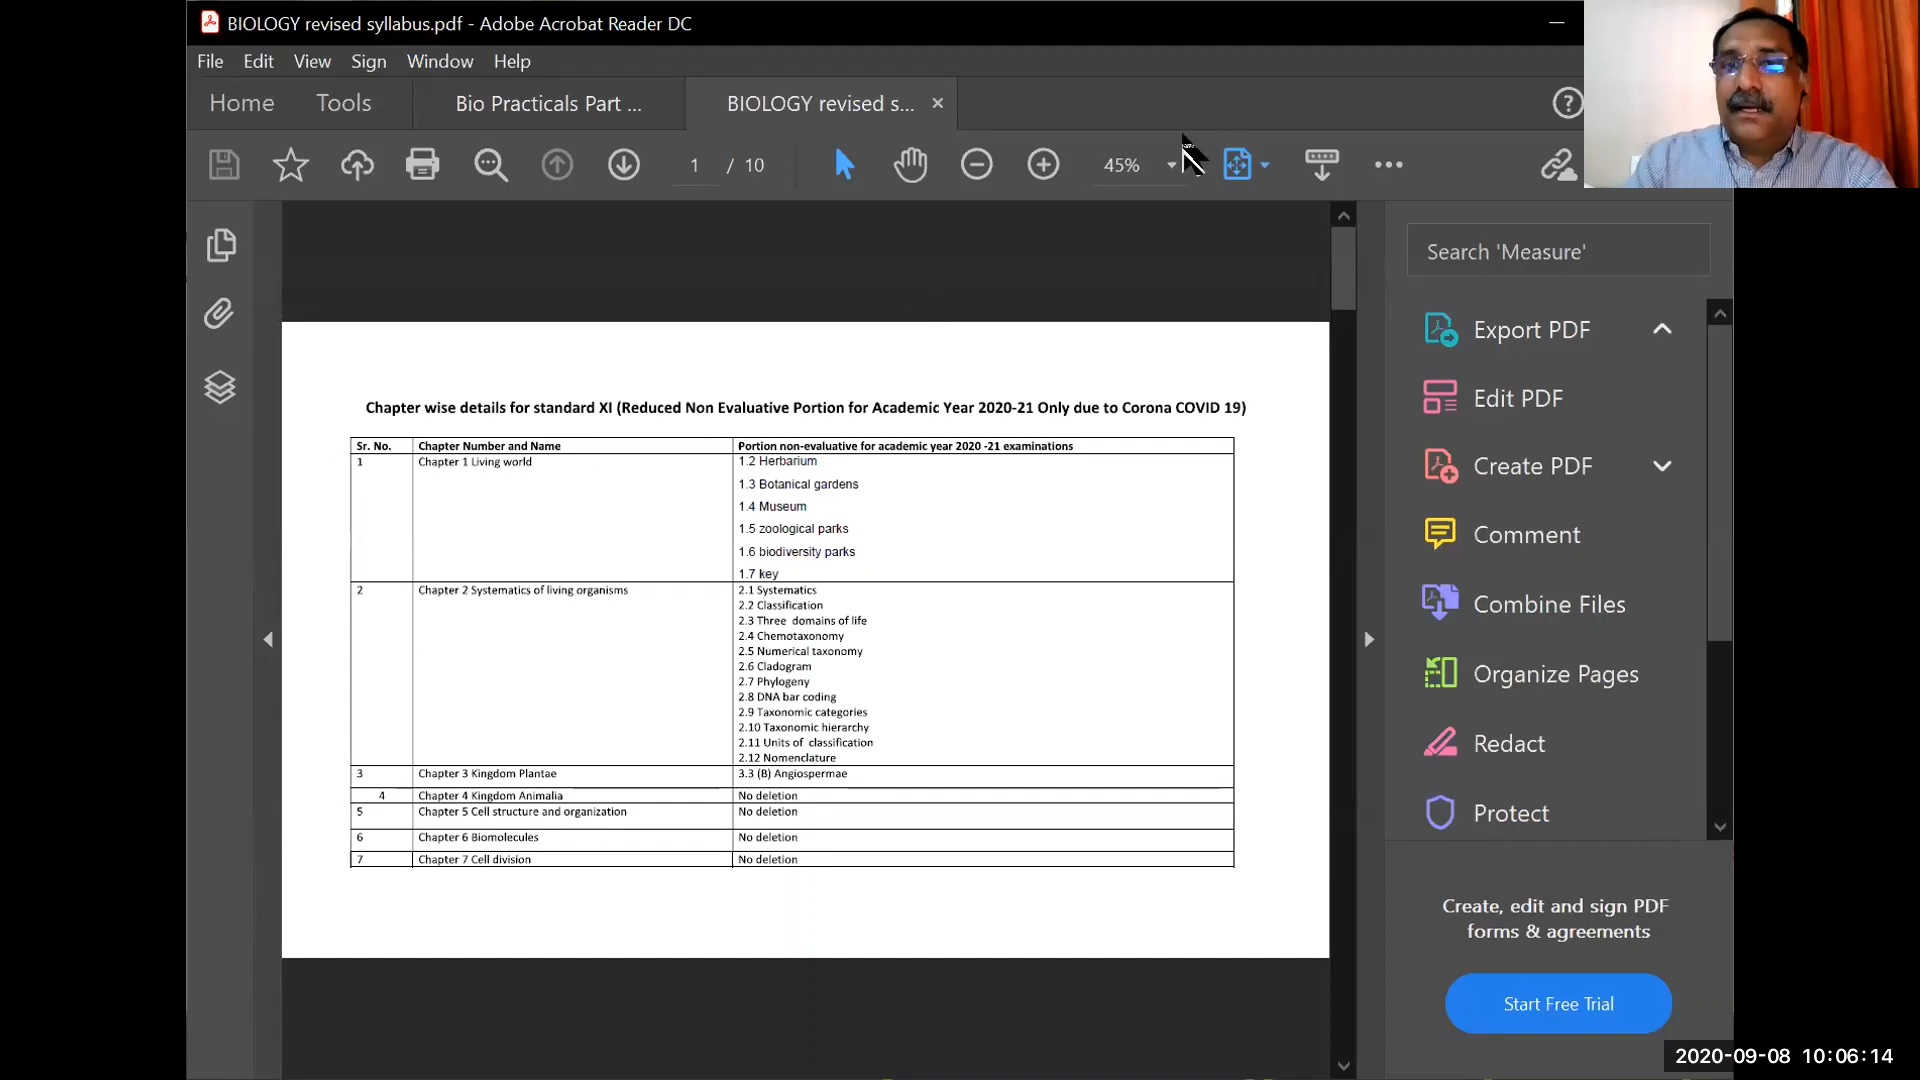 BIOLOGY revised syllabus.pdf - Adobe Acrobat Reader DC
File Edit View Sign Window Help
Home Tools Bio Practicals Part ... BIOLOGY revised s... ×
1 / 10 45%
Search 'Measure'
Export PDF
Edit PDF
Create PDF
Comment
Combine Files
Organize Pages
Redact
Protect
Create, edit and sign PDF
forms & agreements
Start Free Trial
Chapter wise details for standard XI (Reduced Non Evaluative Portion for Academic Year 2020-21 Only due to Corona COVID 19)
Sr. No. Chapter Number and Name Portion non-evaluative for academic year 2020 -21 examinations
1 Chapter 1 Living world 1.2 Herbarium
1.3 Botanical gardens
1.4 Museum
1.5 zoological parks
1.6 biodiversity parks
1.7 key
2 Chapter 2 Systematics of living organisms 2.1 Systematics
2.2 Classification
2.3 Three domains of life
2.4 Chemotaxonomy
2.5 Numerical taxonomy
2.6 Cladogram
2.7 Phylogeny
2.8 DNA bar coding
2.9 Taxonomic categories
2.10 Taxonomic hierarchy
2.11 Units of classification
2.12 Nomenclature
3 Chapter 3 Kingdom Plantae 3.3 (B) Angiospermae
4 Chapter 4 Kingdom Animalia No deletion
5 Chapter 5 Cell structure and organization No deletion
6 Chapter 6 Biomolecules No deletion
7 Chapter 7 Cell division No deletion
2020-09-08 10:06:14